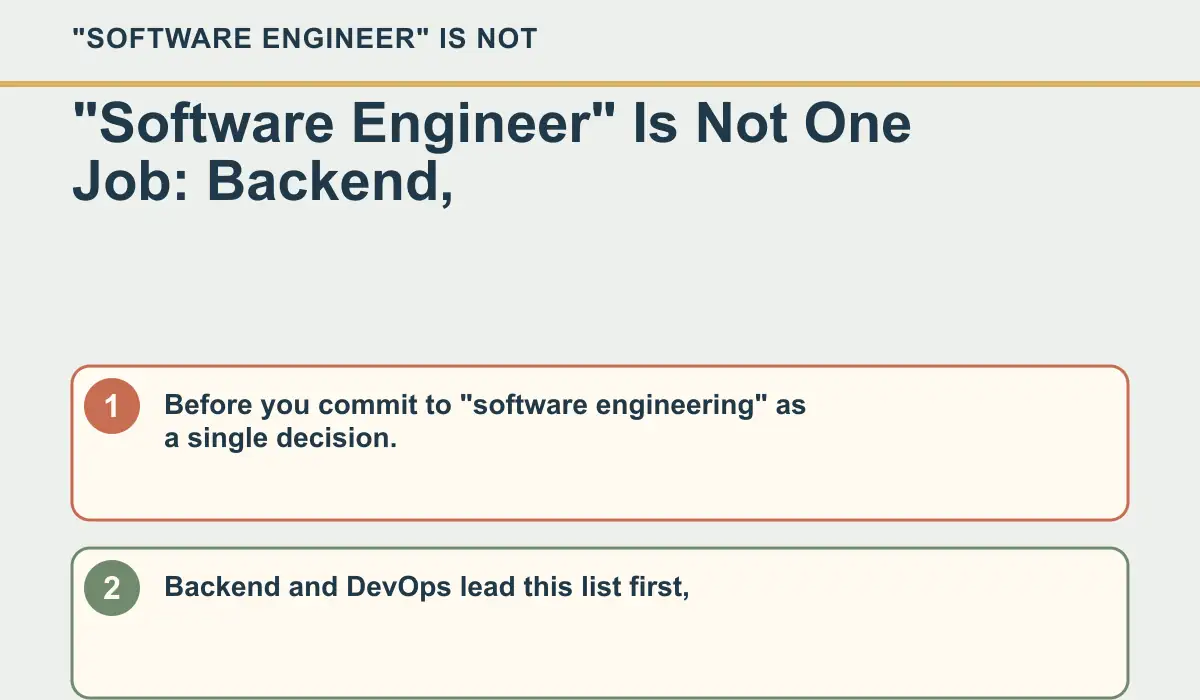 "SOFTWARE ENGINEER" IS NOT
"Software Engineer" Is Not One
Job: Backend,
1
Before you commit to "software engineering" as
a single decision.
2
Backend and DevOps lead this list first,